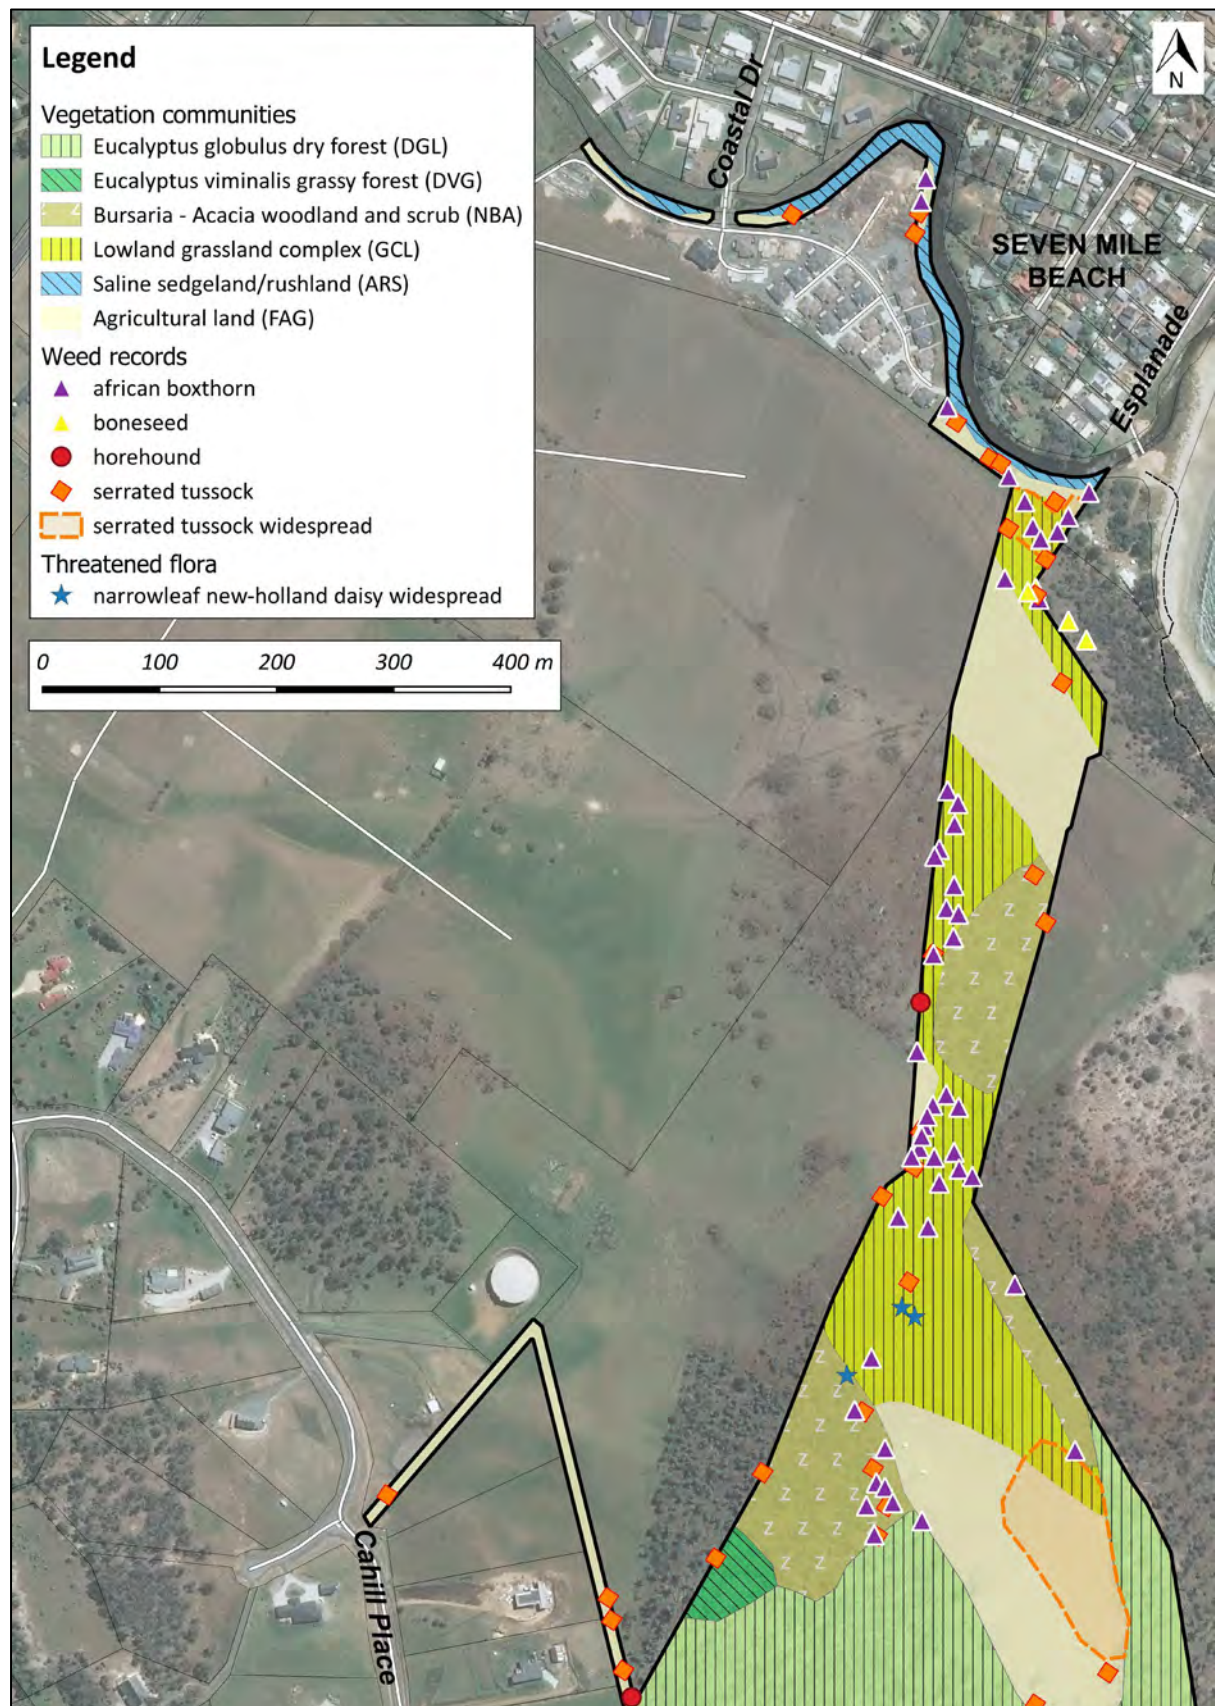 Legend
Vegetation communities
Eucalyptus globulus dry forest (DGL)
Eucalyptus viminalis grassy forest (DVG)
Bursaria - Acacia woodland and scrub (NBA)
Lowland grassland complex (GCL)
Saline sedgeland/rushland (ARS)
Agricultural land (FAG)
Weed records
african boxthorn
boneseed
horehound
serrated tussock
serrated tussock widespread
Threatened flora
narrowleaf new-holland daisy widespread
0 100 200 300 400 m
N
Coastal Dr
SEVEN MILE
BEACH
Esplanade
Cahill Place